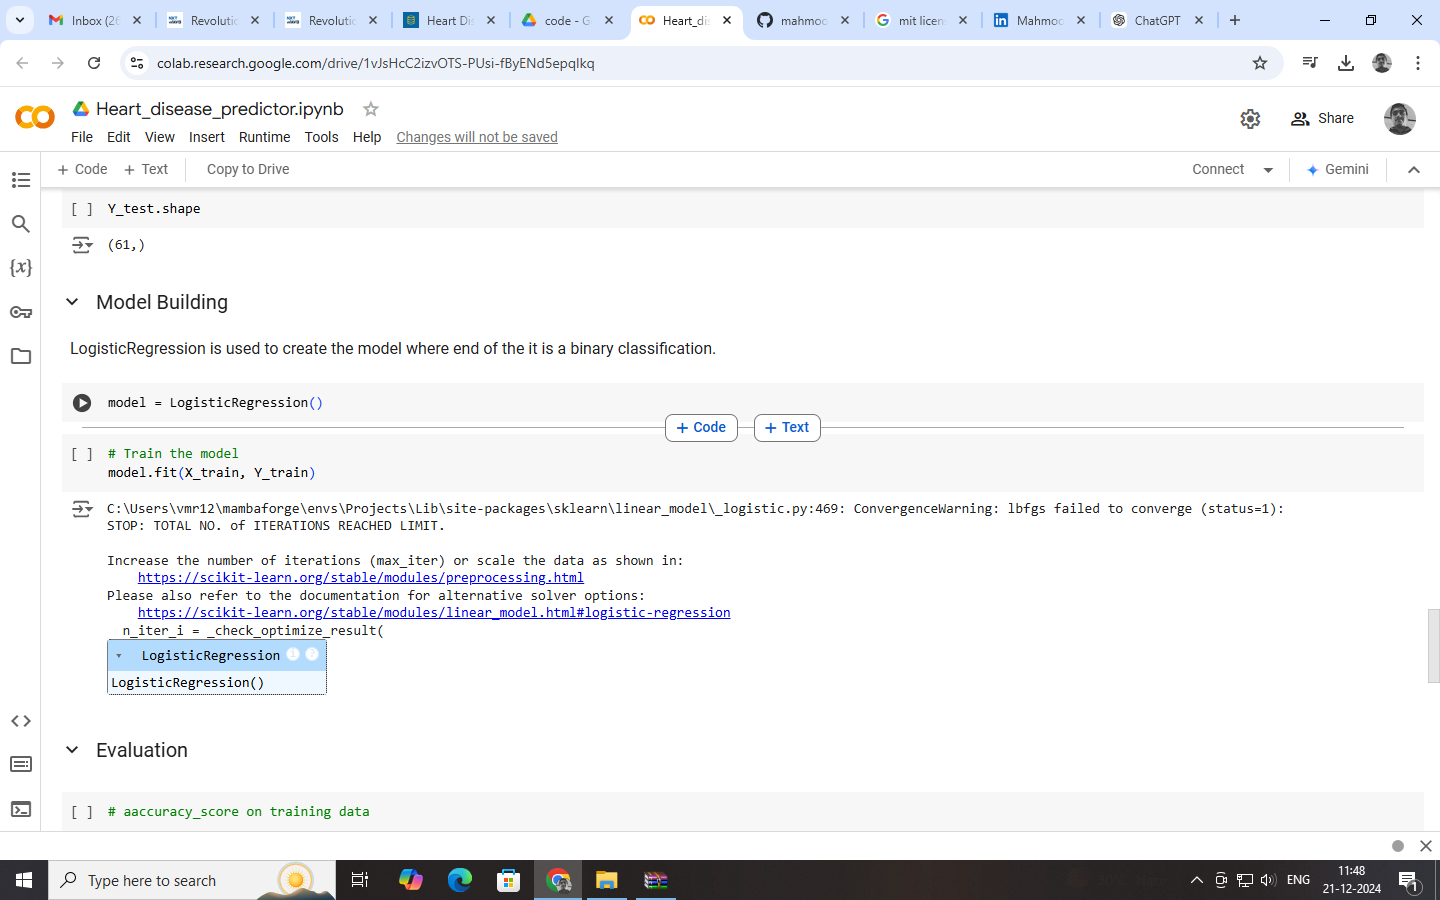 Inbox (26
Revolutio
Revolutio
Heart Dis
code - G
Heart_dis
mahmoo
mit licen
Mahmoo
ChatGPT
colab.research.google.com/drive/1vJsHcC2izvOTS-PUsi-fByENd5epqIkq
Heart_disease_predictor.ipynb
File Edit View Insert Runtime Tools Help Changes will not be saved
Share
+ Code + Text Copy to Drive
Connect
Gemini
[ ] Y_test.shape
(61,)
Model Building
LogisticRegression is used to create the model where end of the it is a binary classification.
model = LogisticRegression()
+ Code + Text
[ ] # Train the model
model.fit(X_train, Y_train)
C:\Users\vmr12\mambaforge\envs\Projects\Lib\site-packages\sklearn\linear_model\_logistic.py:469: ConvergenceWarning: lbfgs failed to converge (status=1):
STOP: TOTAL NO. of ITERATIONS REACHED LIMIT.
Increase the number of iterations (max_iter) or scale the data as shown in:
https://scikit-learn.org/stable/modules/preprocessing.html
Please also refer to the documentation for alternative solver options:
https://scikit-learn.org/stable/modules/linear_model.html#logistic-regression
n_iter_i = _check_optimize_result(
LogisticRegression i ?
LogisticRegression()
Evaluation
[ ] # aaccuracy_score on training data
Type here to search
ENG
11:48
21-12-2024
1